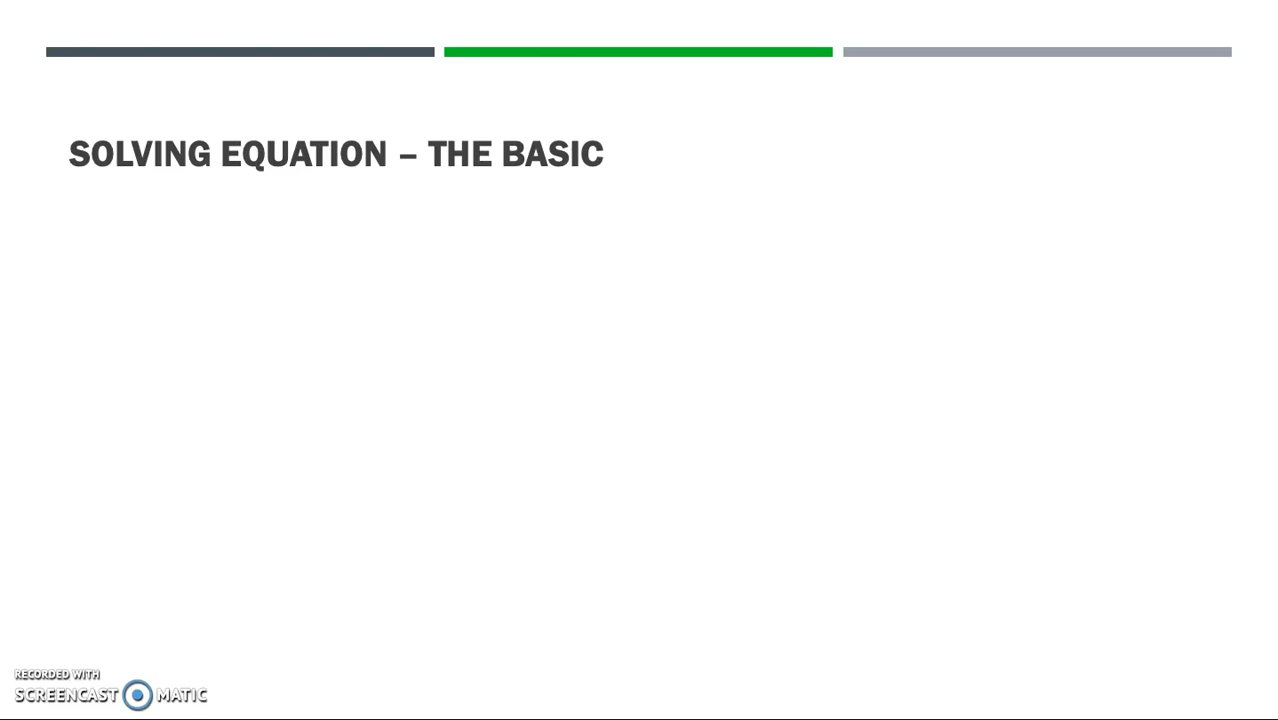 SOLVING EQUATION – THE BASIC
RECORDED WITH
SCREENCAST MATIC